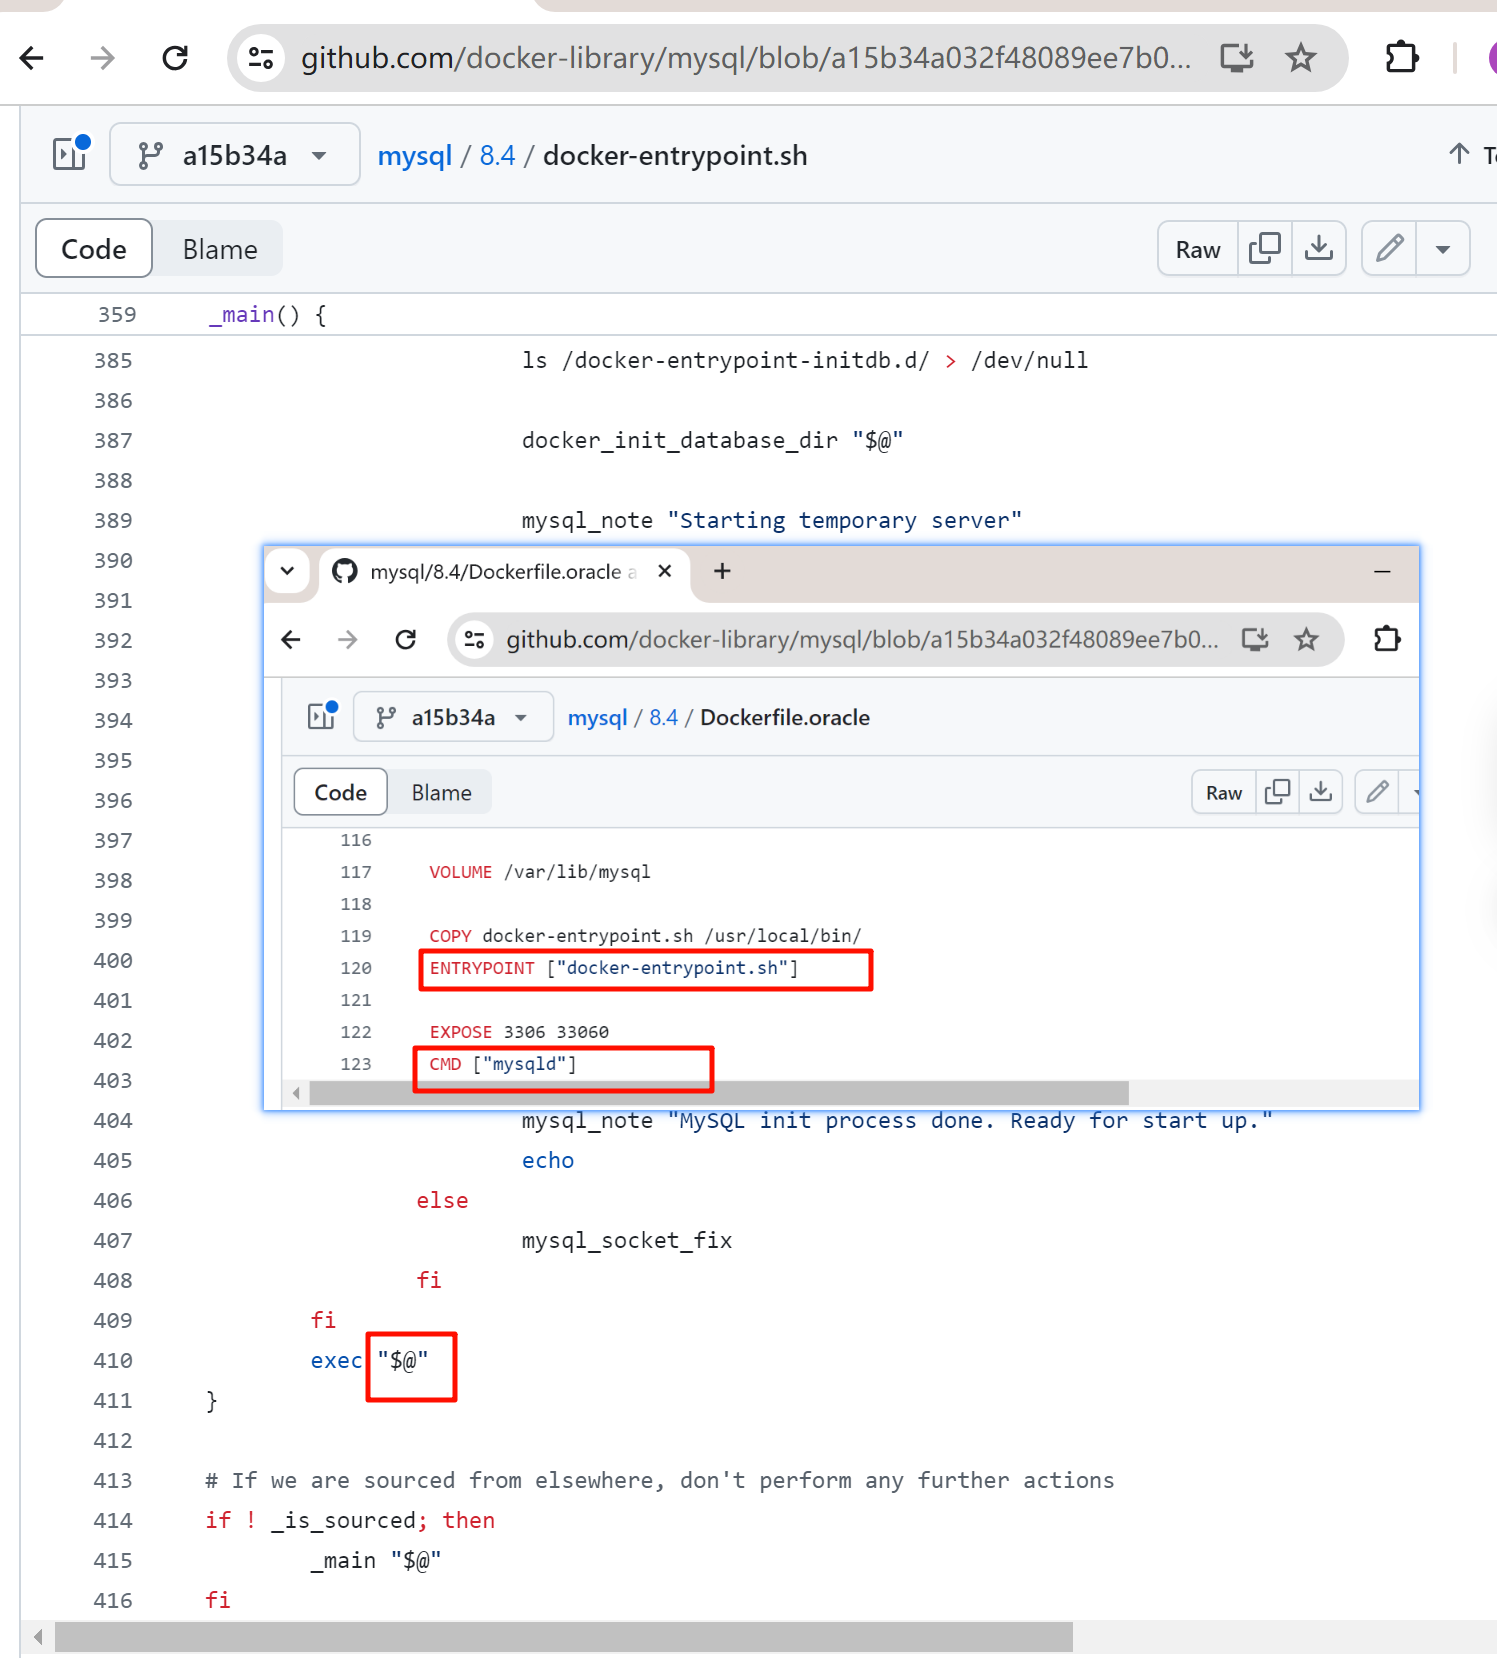 github.com/docker-library/mysql/blob/a15b34a032f48089ee7b0...
a15b34a
mysql / 8.4 / docker-entrypoint.sh
Code Blame
Raw
359 _main() {
385 ls /docker-entrypoint-initdb.d/ > /dev/null
386
387 docker_init_database_dir "$@"
388
389 mysql_note "Starting temporary server"
390
391
392
393
394
395
396
397
398
399
400
401
402
403
mysql/8.4/Dockerfile.oracle a
github.com/docker-library/mysql/blob/a15b34a032f48089ee7b0...
a15b34a
mysql / 8.4 / Dockerfile.oracle
Code Blame
Raw
116
117 VOLUME /var/lib/mysql
118
119 COPY docker-entrypoint.sh /usr/local/bin/
120 ENTRYPOINT ["docker-entrypoint.sh"]
121
122 EXPOSE 3306 33060
123 CMD ["mysqld"]
404 mysql_note "MySQL init process done. Ready for start up."
405 echo
406 else
407 mysql_socket_fix
408 fi
409 fi
410 exec "$@"
411 }
412
413 # If we are sourced from elsewhere, don't perform any further actions
414 if ! _is_sourced; then
415 _main "$@"
416 fi